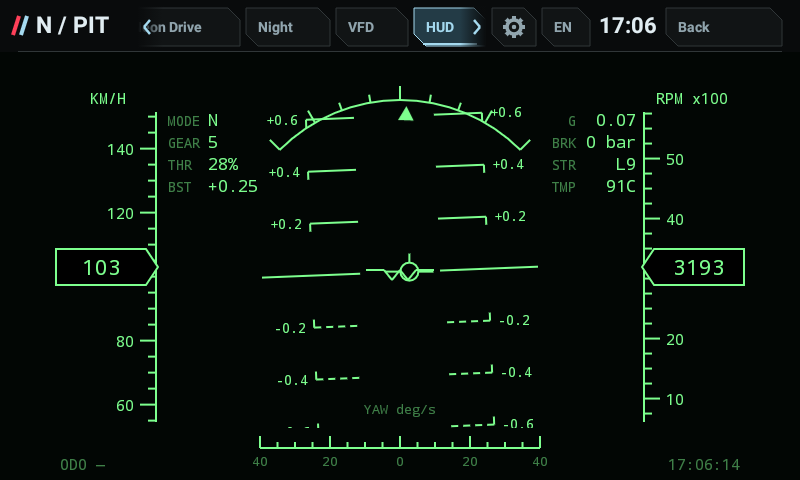 N / PIT
on Drive
Night
VFD
HUD
EN
17:06
Back
KM/H
RPM x100
MODE N
GEAR 5
THR 28%
BST +0.25
G 0.07
BRK 0 bar
STR L9
TMP 91C
140
120
103
80
60
50
40
3193
20
10
+0.6 +0.6
+0.4 +0.4
+0.2 +0.2
-0.2 -0.2
-0.4 -0.4
-0.6
YAW deg/s
40 20 0 20 40
ODO —
17:06:14